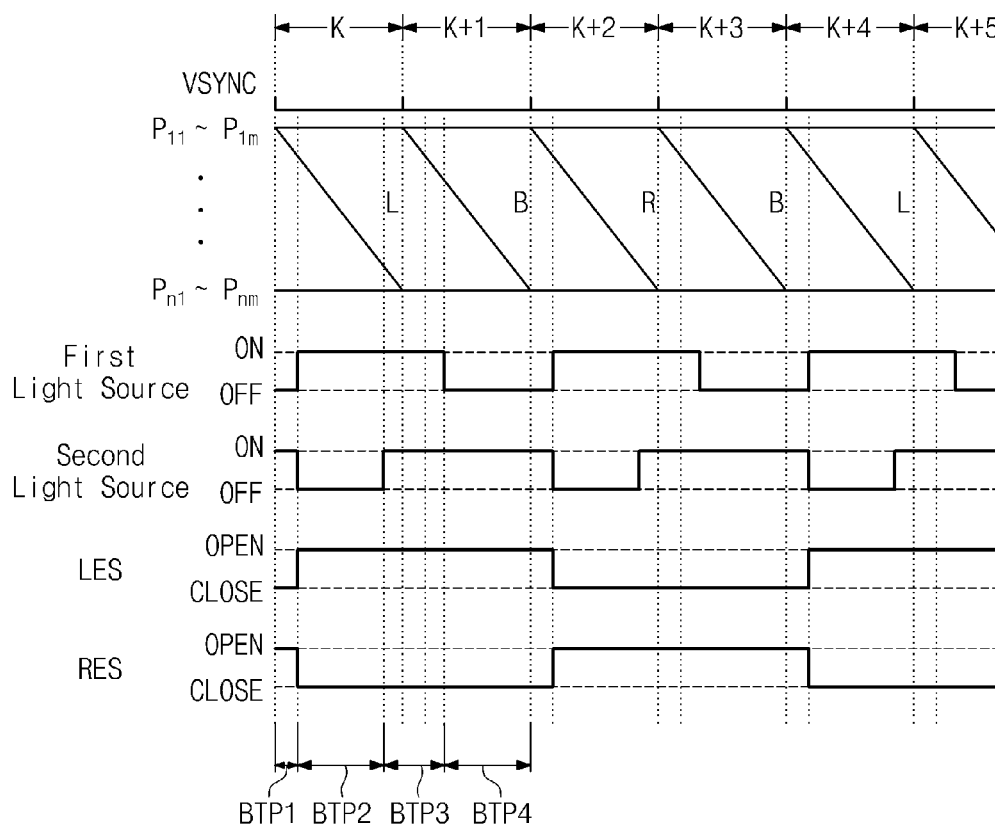 K K+1 K+2 K+3 K+4 K+5
VSYNC
P11 ~ P1m
L B R B L
Pn1 ~ Pnm
First
Light Source
ON
OFF
Second
Light Source
ON
OFF
LES
OPEN
CLOSE
RES
OPEN
CLOSE
BTP1 BTP2 BTP3 BTP4